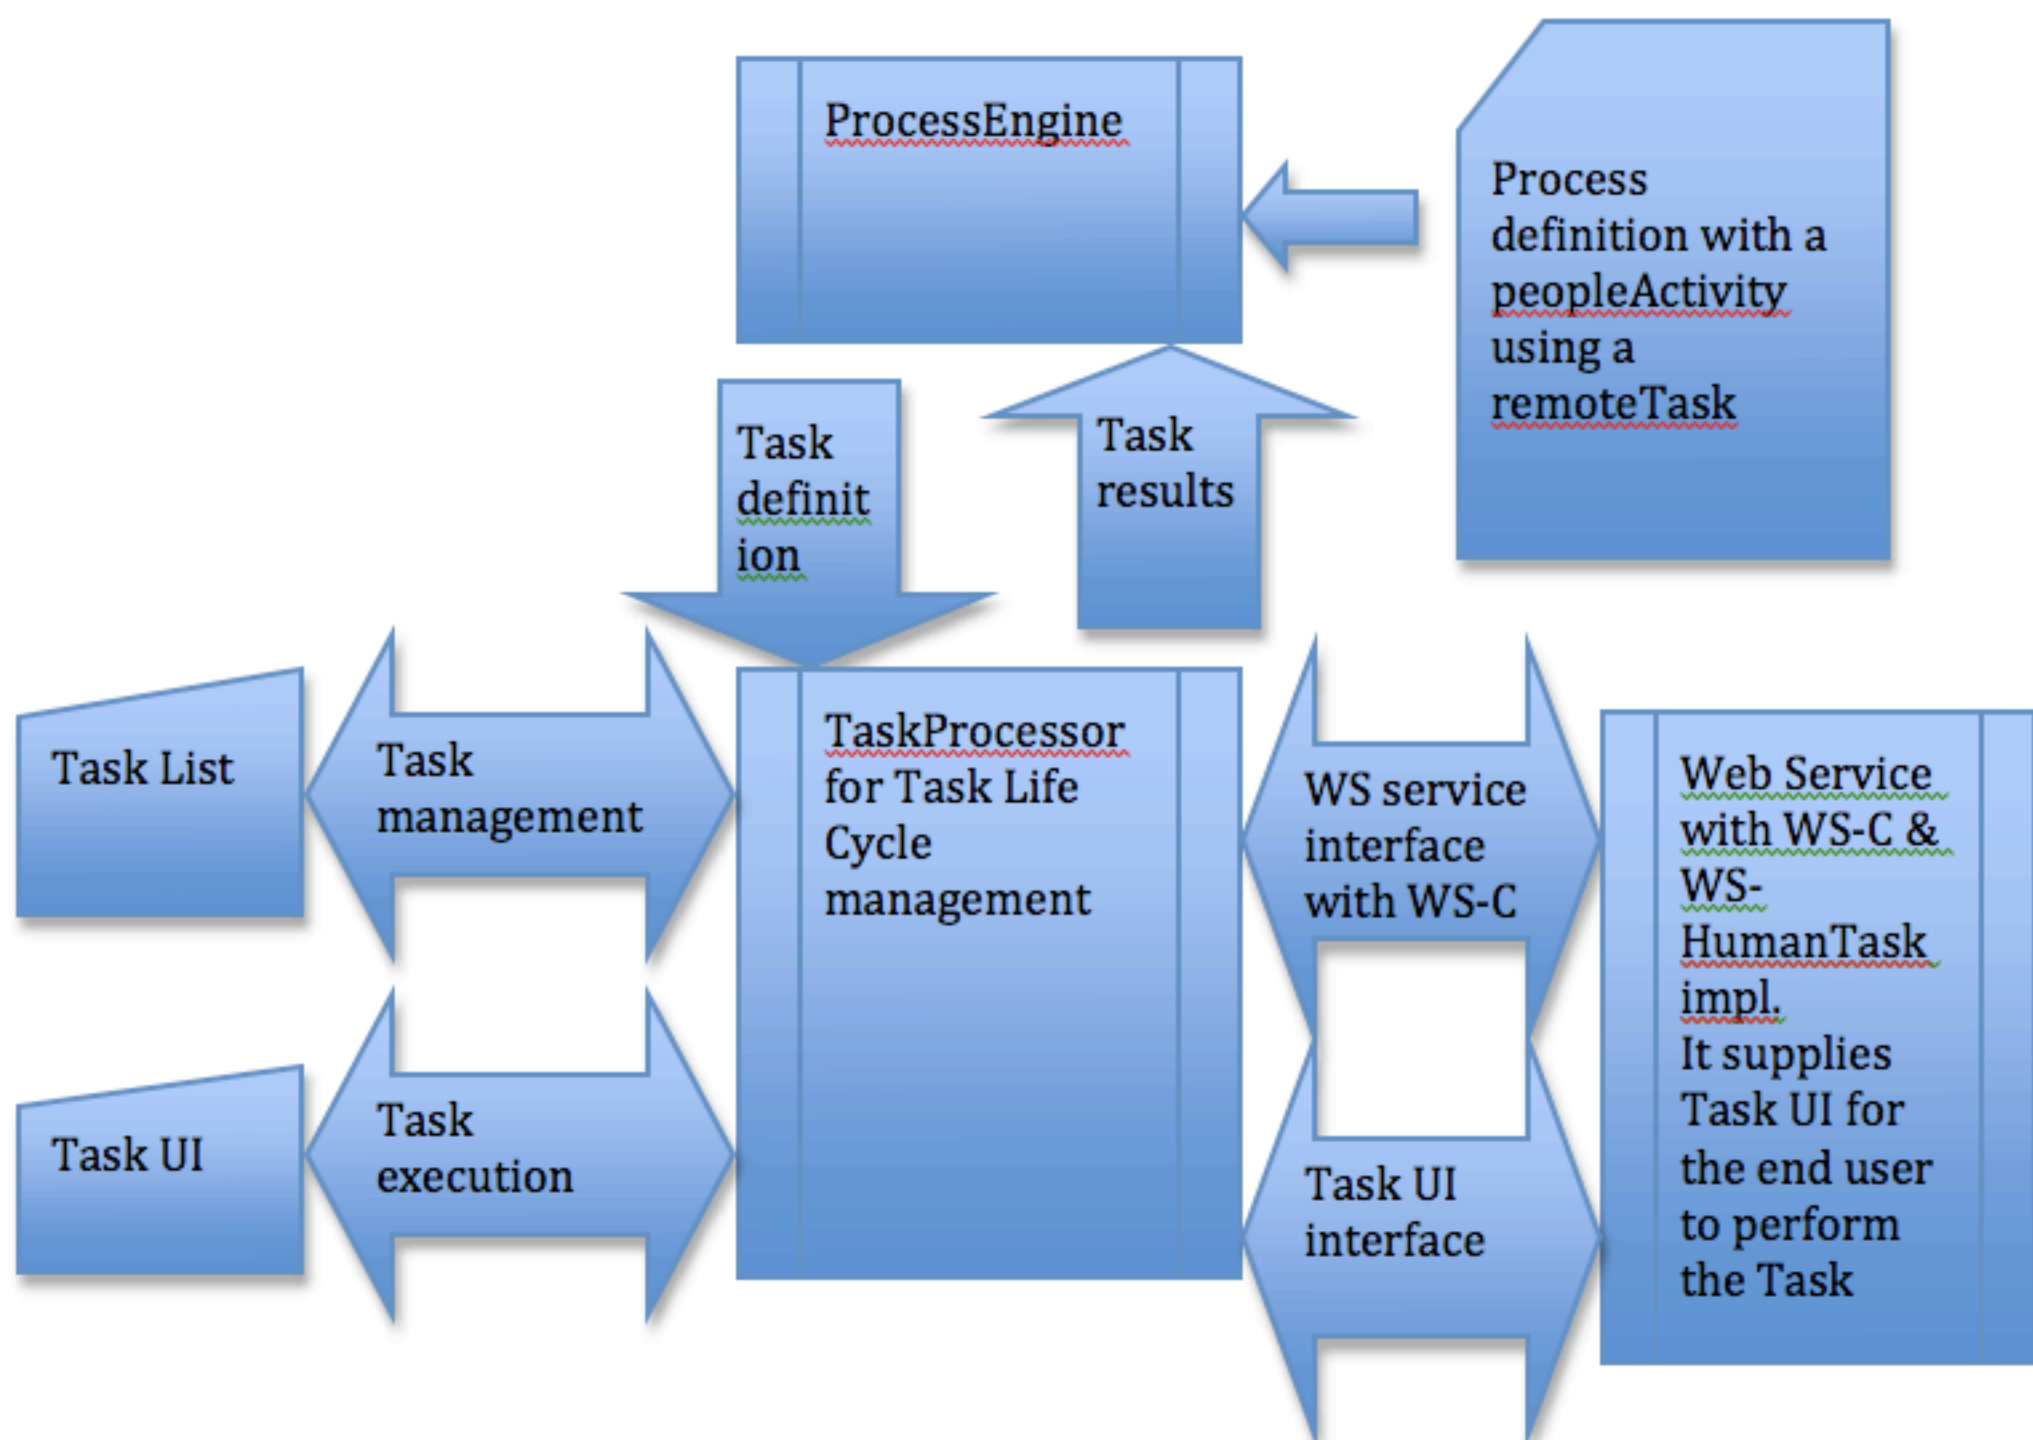 ProcessEngine
Process
definition with a
peopleActivity
using a
remoteTask
Task
definit
ion
Task
results
Task List
Task
management
TaskProcessor
for Task Life
Cycle
management
WS service
interface
with WS-C
Web Service
with WS-C &
WS-
HumanTask
impl.
It supplies
Task UI for
the end user
to perform
the Task
Task UI
Task
execution
Task UI
interface